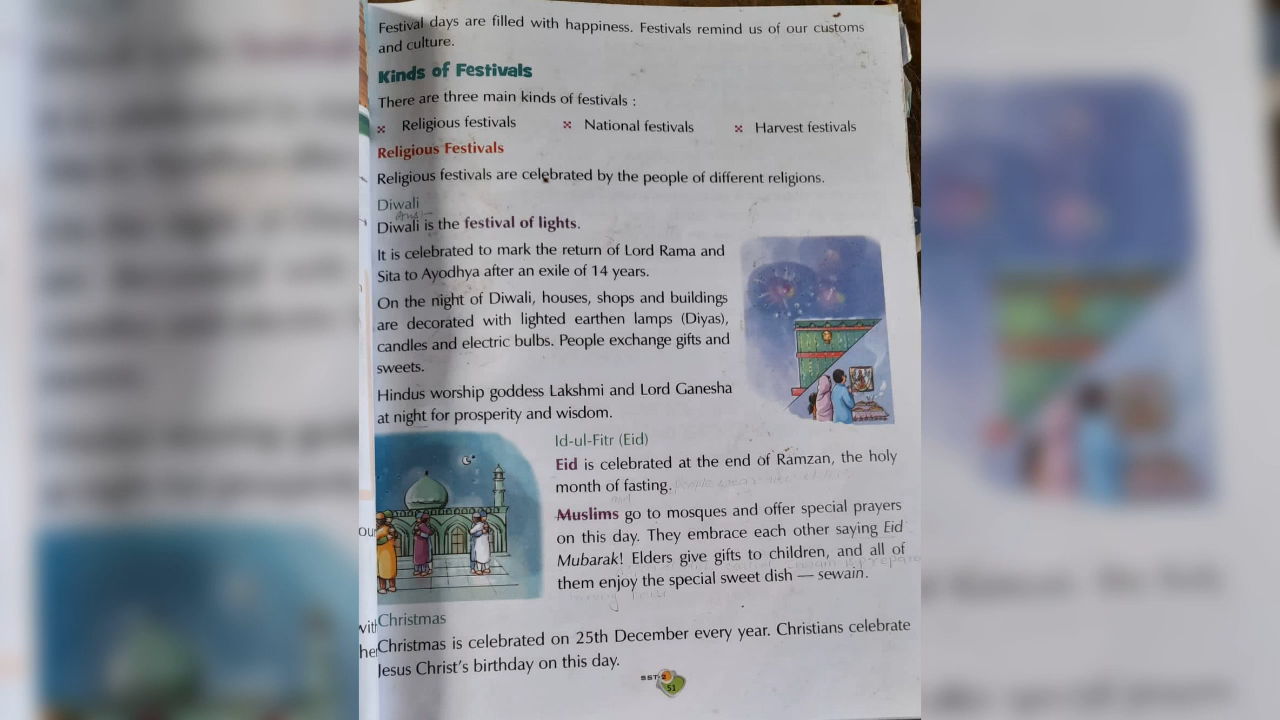 Festival days are filled with happiness. Festivals remind us of our customs
and culture.
Kinds of Festivals
There are three main kinds of festivals :
Religious festivals National festivals Harvest festivals
Religious Festivals
Religious festivals are celebrated by the people of different religions.
Diwali
Diwali is the festival of lights.
It is celebrated to mark the return of Lord Rama and
Sita to Ayodhya after an exile of 14 years.
On the night of Diwali, houses, shops and buildings
are decorated with lighted earthen lamps (Diyas),
candles and electric bulbs. People exchange gifts and
sweets.
Hindus worship goddess Lakshmi and Lord Ganesha
at night for prosperity and wisdom.
Id-ul-Fitr (Eid)
Eid is celebrated at the end of Ramzan, the holy
month of fasting.
Muslims go to mosques and offer special prayers
on this day. They embrace each other saying Eid
Mubarak! Elders give gifts to children, and all of
them enjoy the special sweet dish — sewain.
Christmas
Christmas is celebrated on 25th December every year. Christians celebrate
Jesus Christ's birthday on this day.
SST-2
51